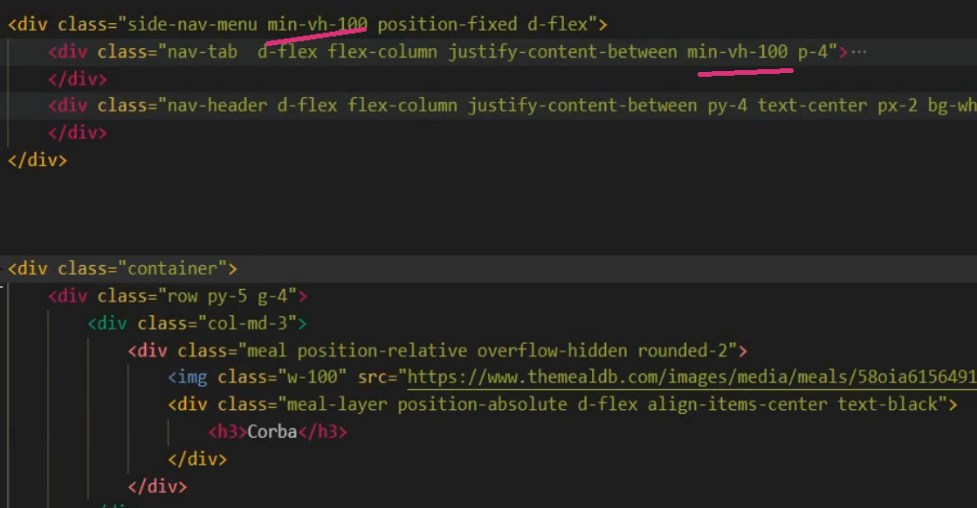 <div class="side-nav-menu min-vh-100 position-fixed d-flex">
<div class="nav-tab  d-flex flex-column justify-content-between min-vh-100 p-4">…
</div>
<div class="nav-header d-flex flex-column justify-content-between py-4 text-center px-2 bg-wh
</div>
</div>
<div class="container">
<div class="row py-5 g-4">
<div class="col-md-3">
<div class="meal position-relative overflow-hidden rounded-2">
<img class="w-100" src="https://www.themealdb.com/images/media/meals/58oia6156491
<div class="meal-layer position-absolute d-flex align-items-center text-black">
<h3>Corba</h3>
</div>
</div>